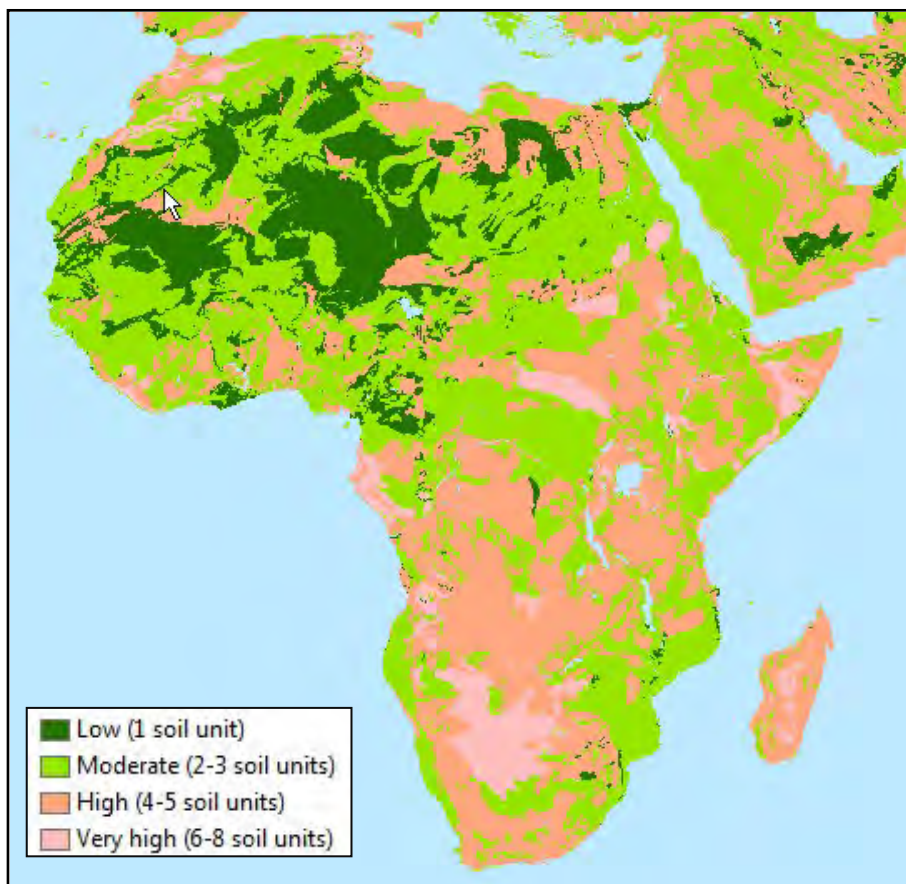 Low (1 soil unit)
Moderate (2-3 soil units)
High (4-5 soil units)
Very high (6-8 soil units)